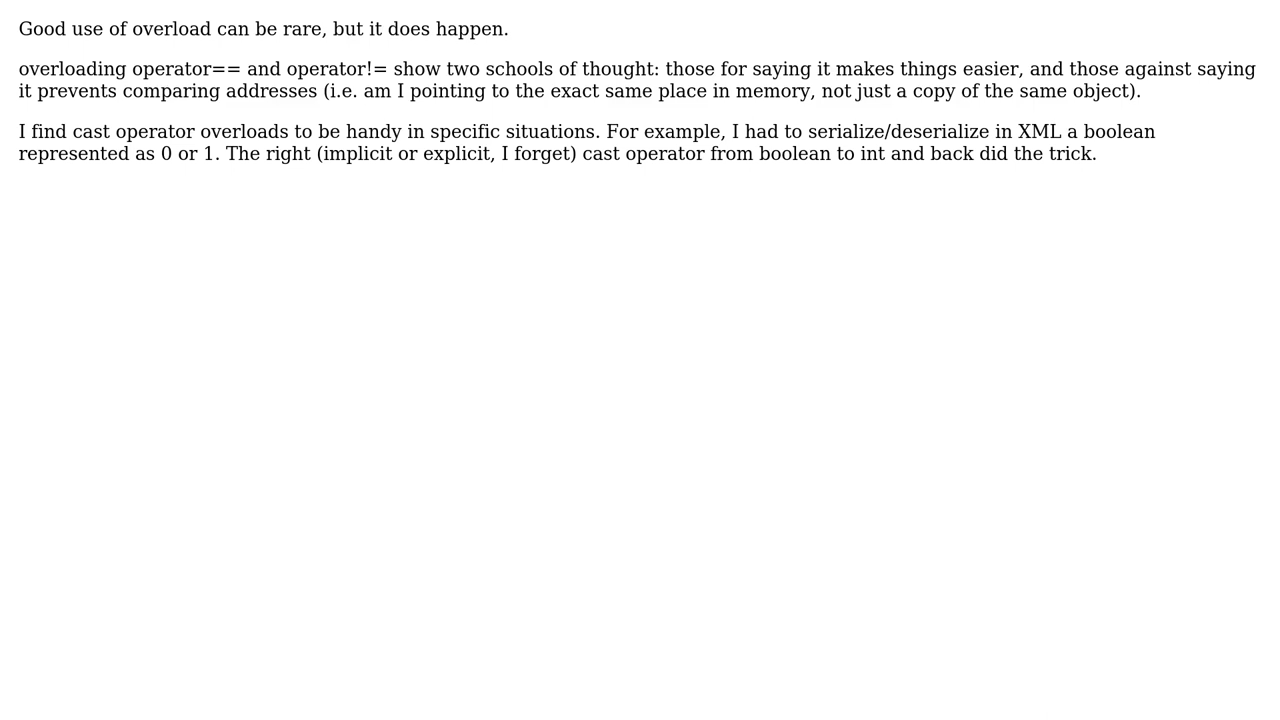 Good use of overload can be rare, but it does happen.
overloading operator== and operator!= show two schools of thought: those for saying it makes things easier, and those against saying
it prevents comparing addresses (i.e. am I pointing to the exact same place in memory, not just a copy of the same object).
I find cast operator overloads to be handy in specific situations. For example, I had to serialize/deserialize in XML a boolean
represented as 0 or 1. The right (implicit or explicit, I forget) cast operator from boolean to int and back did the trick.